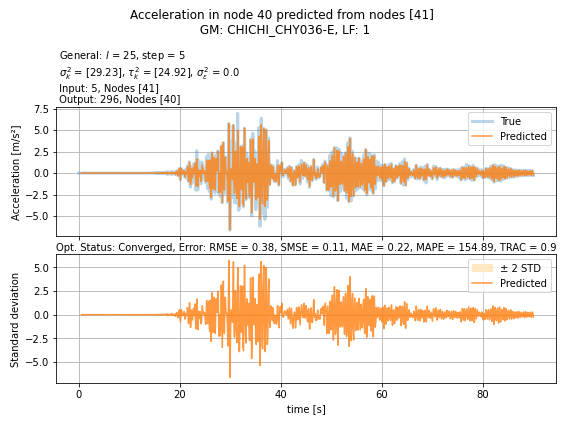 Acceleration in node 40 predicted from nodes [41]
GM: CHICHI_CHY036-E, LF: 1
General: l = 25, step = 5
σ²ₖ = [29.23], τ²ₖ = [24.92], σ²ε = 0.0
Input: 5, Nodes [41]
Output: 296, Nodes [40]
7.5
5.0
2.5
0.0
−2.5
−5.0
Acceleration [m/s²]
True
Predicted
Opt. Status: Converged, Error: RMSE = 0.38, SMSE = 0.11, MAE = 0.22, MAPE = 154.89, TRAC = 0.9
5.0
2.5
0.0
−2.5
−5.0
Standard deviation
± 2 STD
Predicted
0 20 40 60 80
time [s]